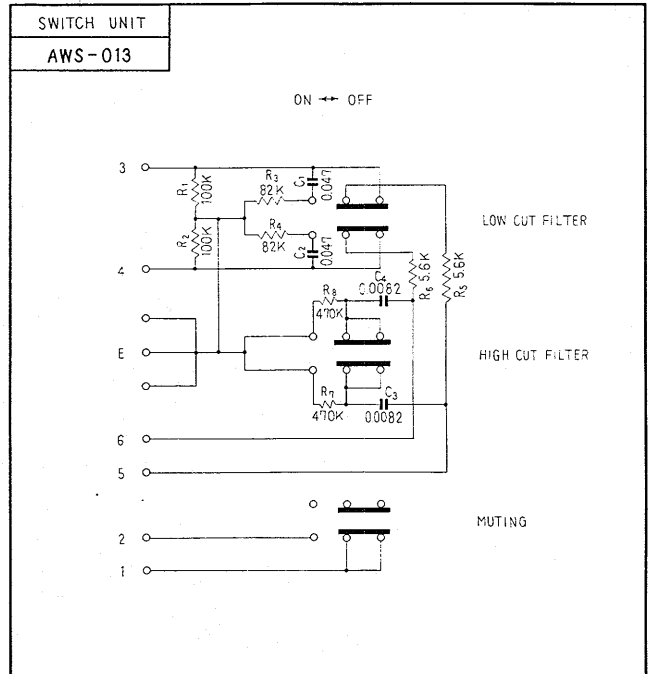 SWITCH UNIT
AWS-013
ON ↔ OFF
3
R1
100K
R3
82K
C1
0.047
R2
100K
R4
82K
C2
0.047
LOW CUT FILTER
4
R6 5.6K
R5 5.6K
C4
0.0082
R8
470K
E
HIGH CUT FILTER
R7
470K
C3
0.0082
6
5
MUTING
2
1